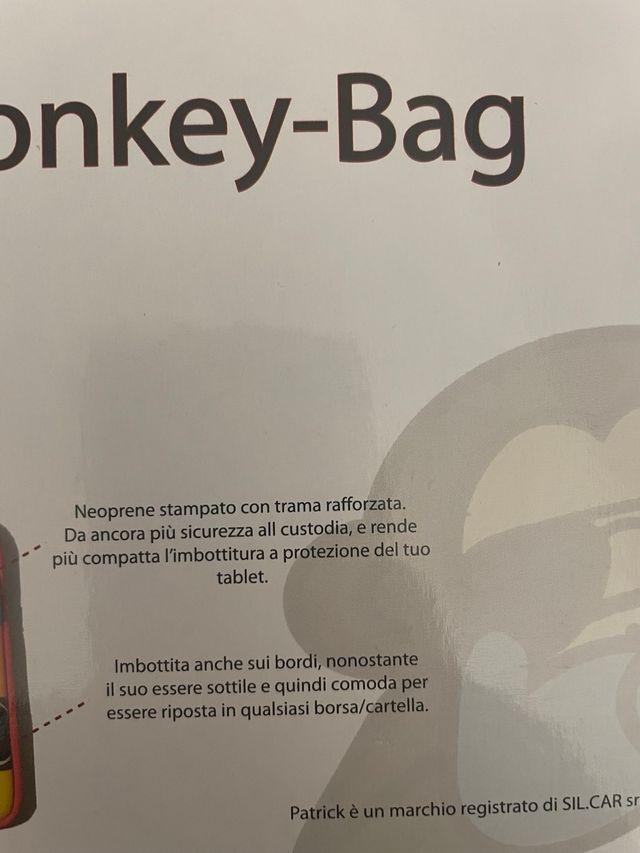 onkey-Bag
Neoprene stampato con trama rafforzata.
Da ancora più sicurezza all custodia, e rende
più compatta l'imbottitura a protezione del tuo
tablet.
Imbottita anche sui bordi, nonostante
il suo essere sottile e quindi comoda per
essere riposta in qualsiasi borsa/cartella.
Patrick è un marchio registrato di SIL.CAR sr